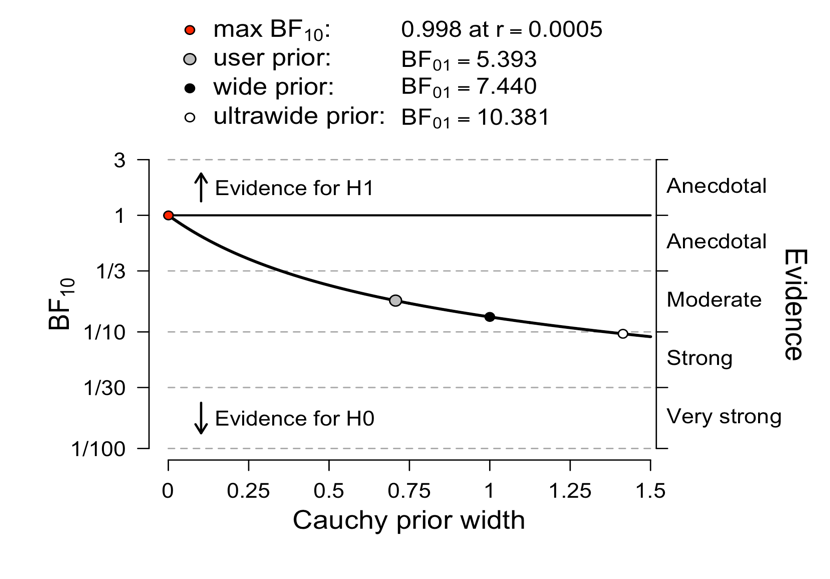 max BF10: 0.998 at r = 0.0005
user prior: BF01 = 5.393
wide prior: BF01 = 7.440
ultrawide prior: BF01 = 10.381
3
1
1/3
1/10
1/30
1/100
BF10
Evidence for H1
Evidence for H0
Anecdotal
Anecdotal
Moderate
Strong
Very strong
Evidence
0 0.25 0.5 0.75 1 1.25 1.5
Cauchy prior width